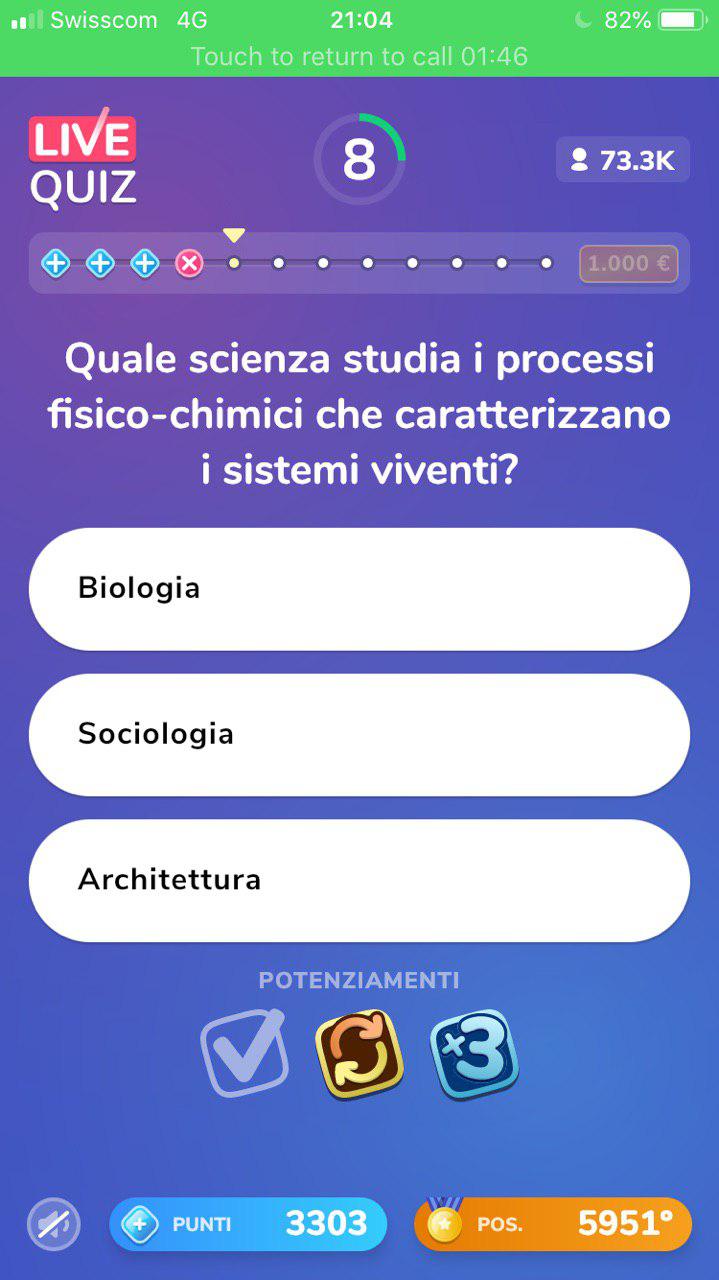 Swisscom 4G 21:04 82%
Touch to return to call 01:46
LIVE
QUIZ
8
73.3K
1.000 €
Quale scienza studia i processi
fisico-chimici che caratterizzano
i sistemi viventi?
Biologia
Sociologia
Architettura
POTENZIAMENTI
×3
PUNTI 3303
POS. 5951°